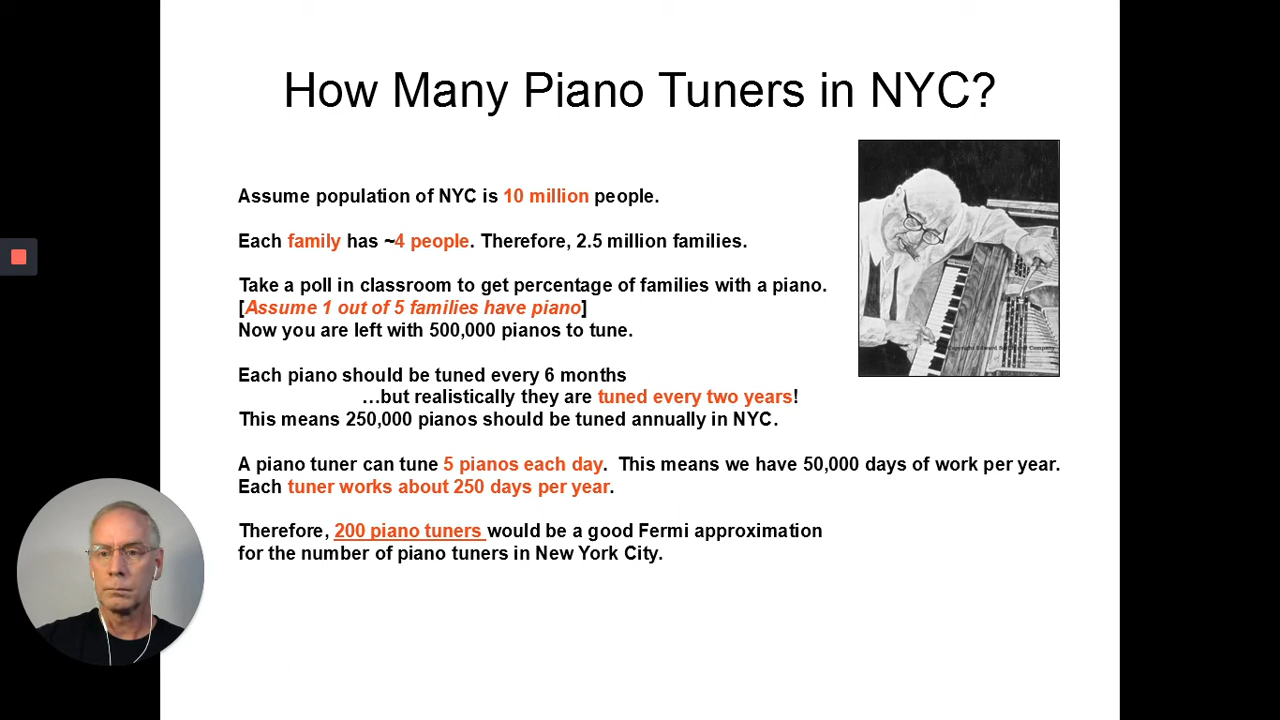 How Many Piano Tuners in NYC?
Assume population of NYC is 10 million people.
Each family has ~4 people. Therefore, 2.5 million families.
Take a poll in classroom to get percentage of families with a piano.
[Assume 1 out of 5 families have piano]
Now you are left with 500,000 pianos to tune.
Each piano should be tuned every 6 months
…but realistically they are tuned every two years!
This means 250,000 pianos should be tuned annually in NYC.
A piano tuner can tune 5 pianos each day.  This means we have 50,000 days of work per year.
Each tuner works about 250 days per year.
Therefore, 200 piano tuners would be a good Fermi approximation
for the number of piano tuners in New York City.